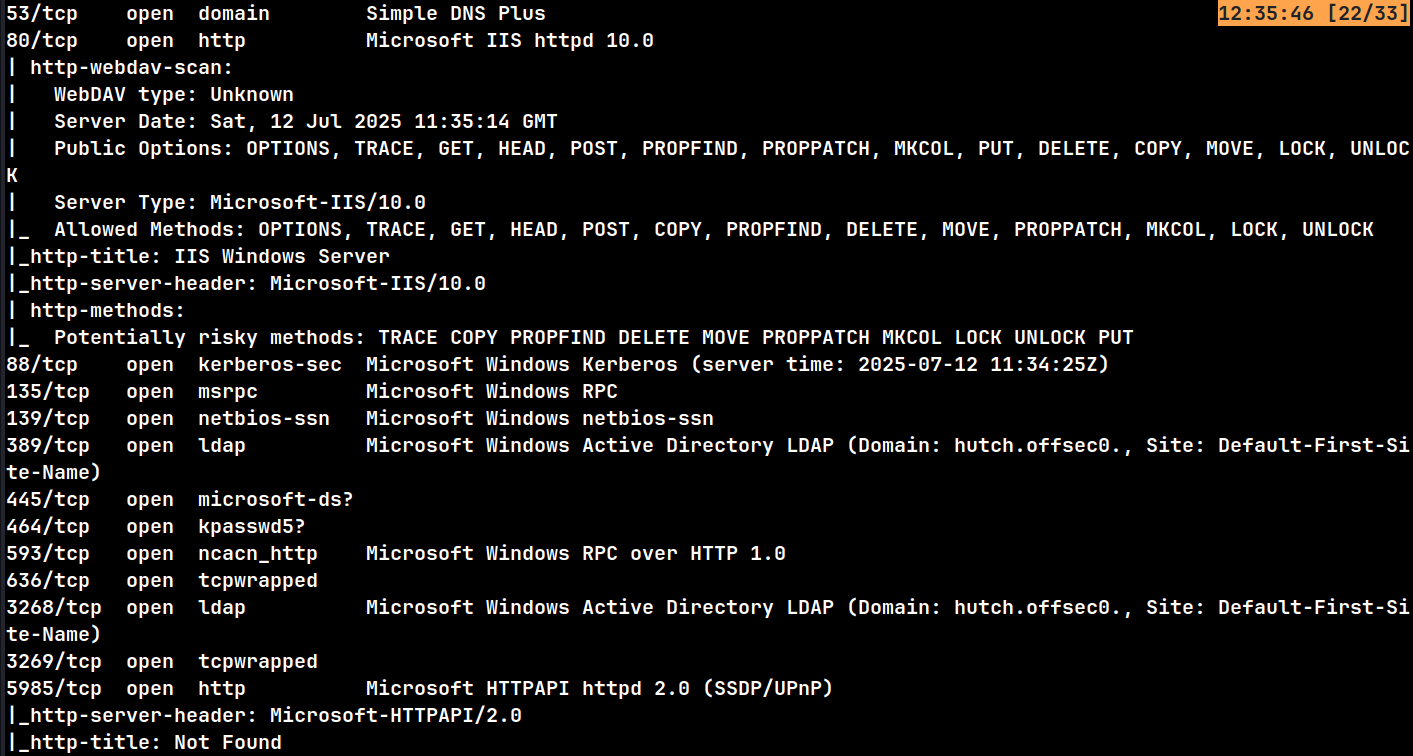 53/tcp    open  domain        Simple DNS Plus    12:35:46 [22/33]
80/tcp    open  http          Microsoft IIS httpd 10.0
| http-webdav-scan:
|   WebDAV type: Unknown
|   Server Date: Sat, 12 Jul 2025 11:35:14 GMT
|   Public Options: OPTIONS, TRACE, GET, HEAD, POST, PROPFIND, PROPPATCH, MKCOL, PUT, DELETE, COPY, MOVE, LOCK, UNLOC
K
|   Server Type: Microsoft-IIS/10.0
|_  Allowed Methods: OPTIONS, TRACE, GET, HEAD, POST, COPY, PROPFIND, DELETE, MOVE, PROPPATCH, MKCOL, LOCK, UNLOCK
|_http-title: IIS Windows Server
|_http-server-header: Microsoft-IIS/10.0
| http-methods:
|_  Potentially risky methods: TRACE COPY PROPFIND DELETE MOVE PROPPATCH MKCOL LOCK UNLOCK PUT
88/tcp    open  kerberos-sec  Microsoft Windows Kerberos (server time: 2025-07-12 11:34:25Z)
135/tcp   open  msrpc         Microsoft Windows RPC
139/tcp   open  netbios-ssn   Microsoft Windows netbios-ssn
389/tcp   open  ldap          Microsoft Windows Active Directory LDAP (Domain: hutch.offsec0., Site: Default-First-Si
te-Name)
445/tcp   open  microsoft-ds?
464/tcp   open  kpasswd5?
593/tcp   open  ncacn_http    Microsoft Windows RPC over HTTP 1.0
636/tcp   open  tcpwrapped
3268/tcp  open  ldap          Microsoft Windows Active Directory LDAP (Domain: hutch.offsec0., Site: Default-First-Si
te-Name)
3269/tcp  open  tcpwrapped
5985/tcp  open  http          Microsoft HTTPAPI httpd 2.0 (SSDP/UPnP)
|_http-server-header: Microsoft-HTTPAPI/2.0
|_http-title: Not Found